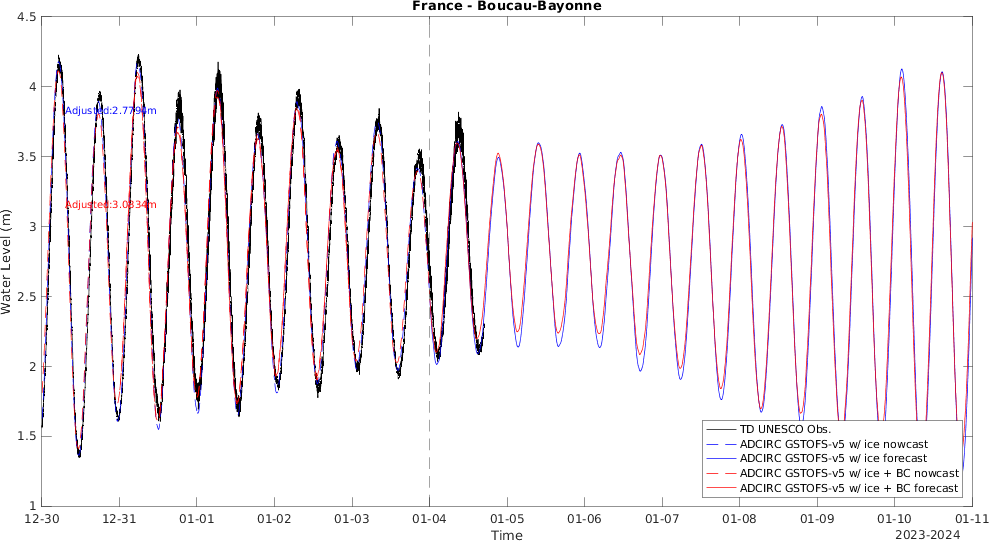 France - Boucau-Bayonne
4.5
4
3.5
3
2.5
2
1.5
1
Water Level (m)
Adjusted:2.7796m
Adjusted:3.0334m
TD UNESCO Obs.
ADCIRC GSTOFS-v5 w/ ice nowcast
ADCIRC GSTOFS-v5 w/ ice forecast
ADCIRC GSTOFS-v5 w/ ice + BC nowcast
ADCIRC GSTOFS-v5 w/ ice + BC forecast
12-30 12-31 01-01 01-02 01-03 01-04 01-05 01-06 01-07 01-08 01-09 01-10 01-11
Time
2023-2024